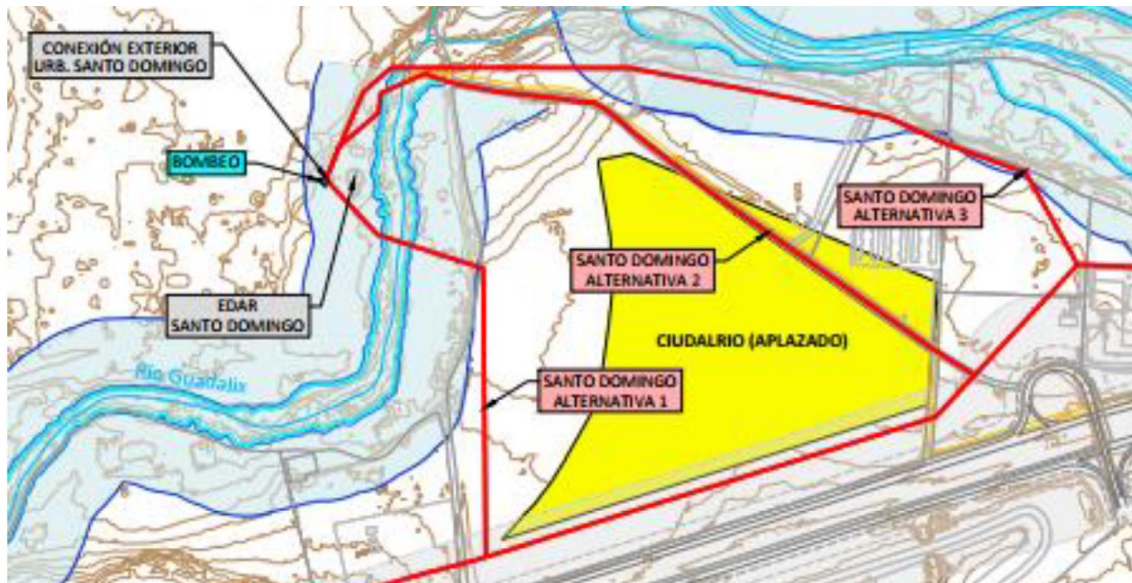 CONEXIÓN EXTERIOR
URB. SANTO DOMINGO
BOMBEO
SANTO DOMINGO
ALTERNATIVA 3
SANTO DOMINGO
ALTERNATIVA 2
EDAR
SANTO DOMINGO
CIUDALRIO (APLAZADO)
Río Guadalix
SANTO DOMINGO
ALTERNATIVA 1